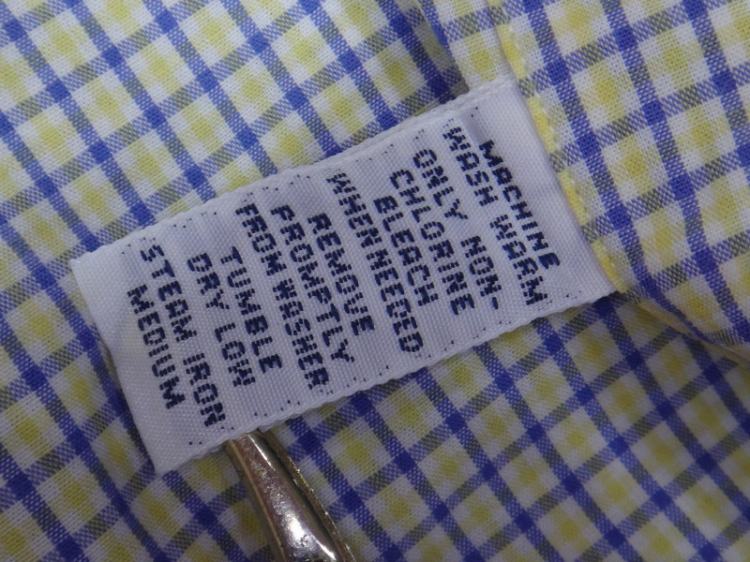 MACHINE
WASH WARM
ONLY NON-
CHLORINE
BLEACH
WHEN NEEDED
REMOVE
PROMPTLY
FROM WASHER
TUMBLE
DRY LOW
STEAM IRON
MEDIUM